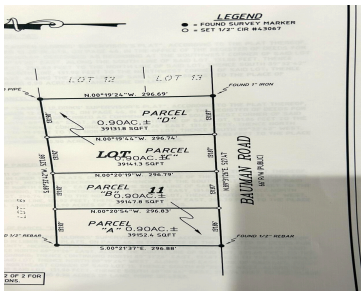 LEGEND
● = FOUND SURVEY MARKER
○ = SET 1/2" CIR #43067
LOT 12
LOT 13
PIPE
FOUND 1" IRON
N.00°19'24"W. 296.69'
PARCEL
"D"
0.90AC.±
39131.8 SQFT
N.00°19'44"W. 296.74'
PARCEL
LOT
0.90AC.±
"C"
39141.3 SQFT
N.00°20'19"W. 296.79'
PARCEL
"B"
11
0.90AC.±
39147.8 SQFT
N.00°20'54"W. 296.83'
PARCEL
"A"
0.90AC.±
39152.4 SQFT
S.00°21'37"E. 296.88'
FOUND 1/2" REBAR
1/2" REBAR
BAUMAN ROAD
LOT 6
2 OF 2 FOR
ONS.